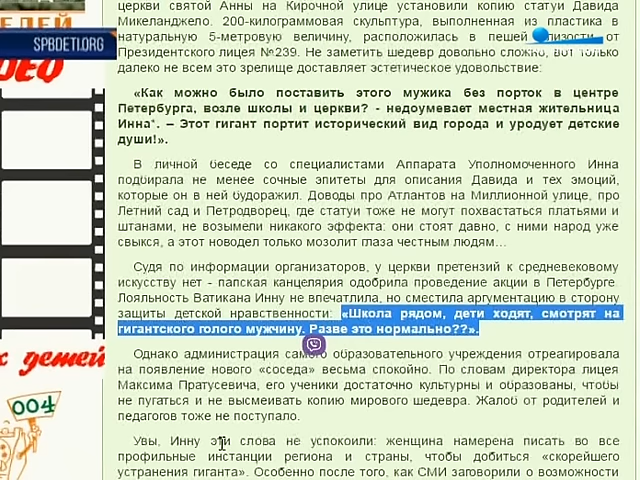 церкви святой Анны на Кирочной улице установили копию статуи Давида
Микеланджело. 200-килограммовая скульптура, выполненная из пластика в
SPBDETI.ORG
натуральную 5-метровую величину, расположилась в пешей близости от
Президентского лицея №239. Не заметить шедевр довольно сложно, вот только
далеко не всем это зрелище доставляет эстетическое удовольствие:
«Как можно было поставить этого мужика без порток в центре
Петербурга, возле школы и церкви? - недоумевает местная жительница
Инна*. – Этот гигант портит исторический вид города и уродует детские
души!».
В личной беседе со специалистами Аппарата Уполномоченного Инна
подбирала не менее сочные эпитеты для описания Давида и тех эмоций,
которые он в ней будоражил. Доводы про Атлантов на Миллионной улице, про
Летний сад и Петродворец, где статуи тоже не могут похвастаться платьями и
штанами, не возымели никакого эффекта: они стоят давно, с ними народ уже
свыкся, а этот новодел только мозолит глаза честным людям...
Судя по информации организаторов, у церкви претензий к средневековому
искусству нет - папская канцелярия одобрила проведение акции в Петербурге.
Лояльность Ватикана Инну не впечатлила, но сместила аргументацию в сторону
защиты детской нравственности: «Школа рядом, дети ходят, смотрят на
гигантского голого мужчину. Разве это нормально??».
х детей
Однако администрация самого образовательного учреждения отреагировала
на появление нового «соседа» весьма спокойно. По словам директора лицея
Максима Пратусевича, его ученики достаточно культурны и образованы, чтобы
не пугаться и не высмеивать копию мирового шедевра. Жалоб от родителей и
педагогов тоже не поступало.
004
Увы, Инну эти слова не успокоили: женщина намерена писать во все
профильные инстанции региона и страны, чтобы добиться «скорейшего
устранения гиганта». Особенно после того, как СМИ заговорили о возможности